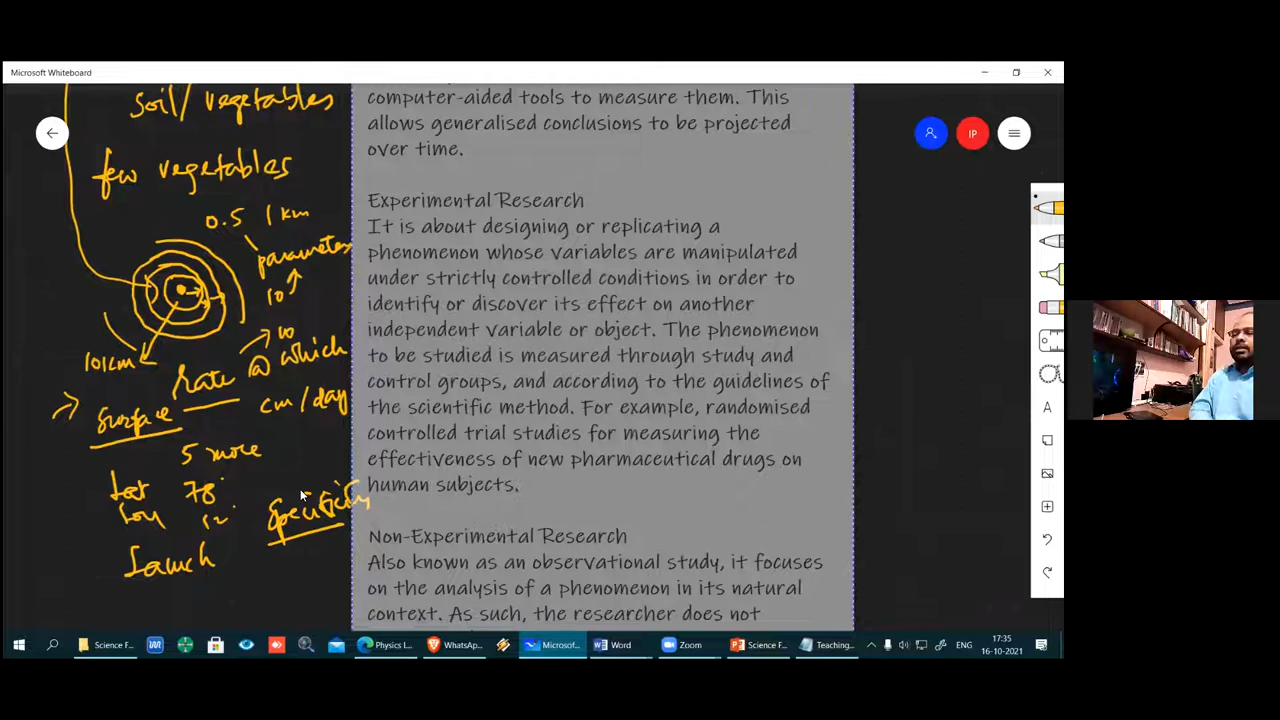 Microsoft Whiteboard
soil/vegetables
few vegetables
0.5 1 km
parameters
10
10
101cm
rate @ which
surface
cm/day
5 more
78°
12°
specificity
computer-aided tools to measure them. This
allows generalised conclusions to be projected
over time.
Experimental Research
It is about designing or replicating a
phenomenon whose variables are manipulated
under strictly controlled conditions in order to
identify or discover its effect on another
independent variable or object. The phenomenon
to be studied is measured through study and
control groups, and according to the guidelines of
the scientific method. For example, randomised
controlled trial studies for measuring the
effectiveness of new pharmaceutical drugs on
human subjects.
Non-Experimental Research
Also known as an observational study, it focuses
on the analysis of a phenomenon in its natural
context. As such, the researcher does not
IP
A
Science F...
Physics L...
WhatsAp...
Microsof...
Word
Zoom
Science F...
Teaching...
ENG
17:35
16-10-2021